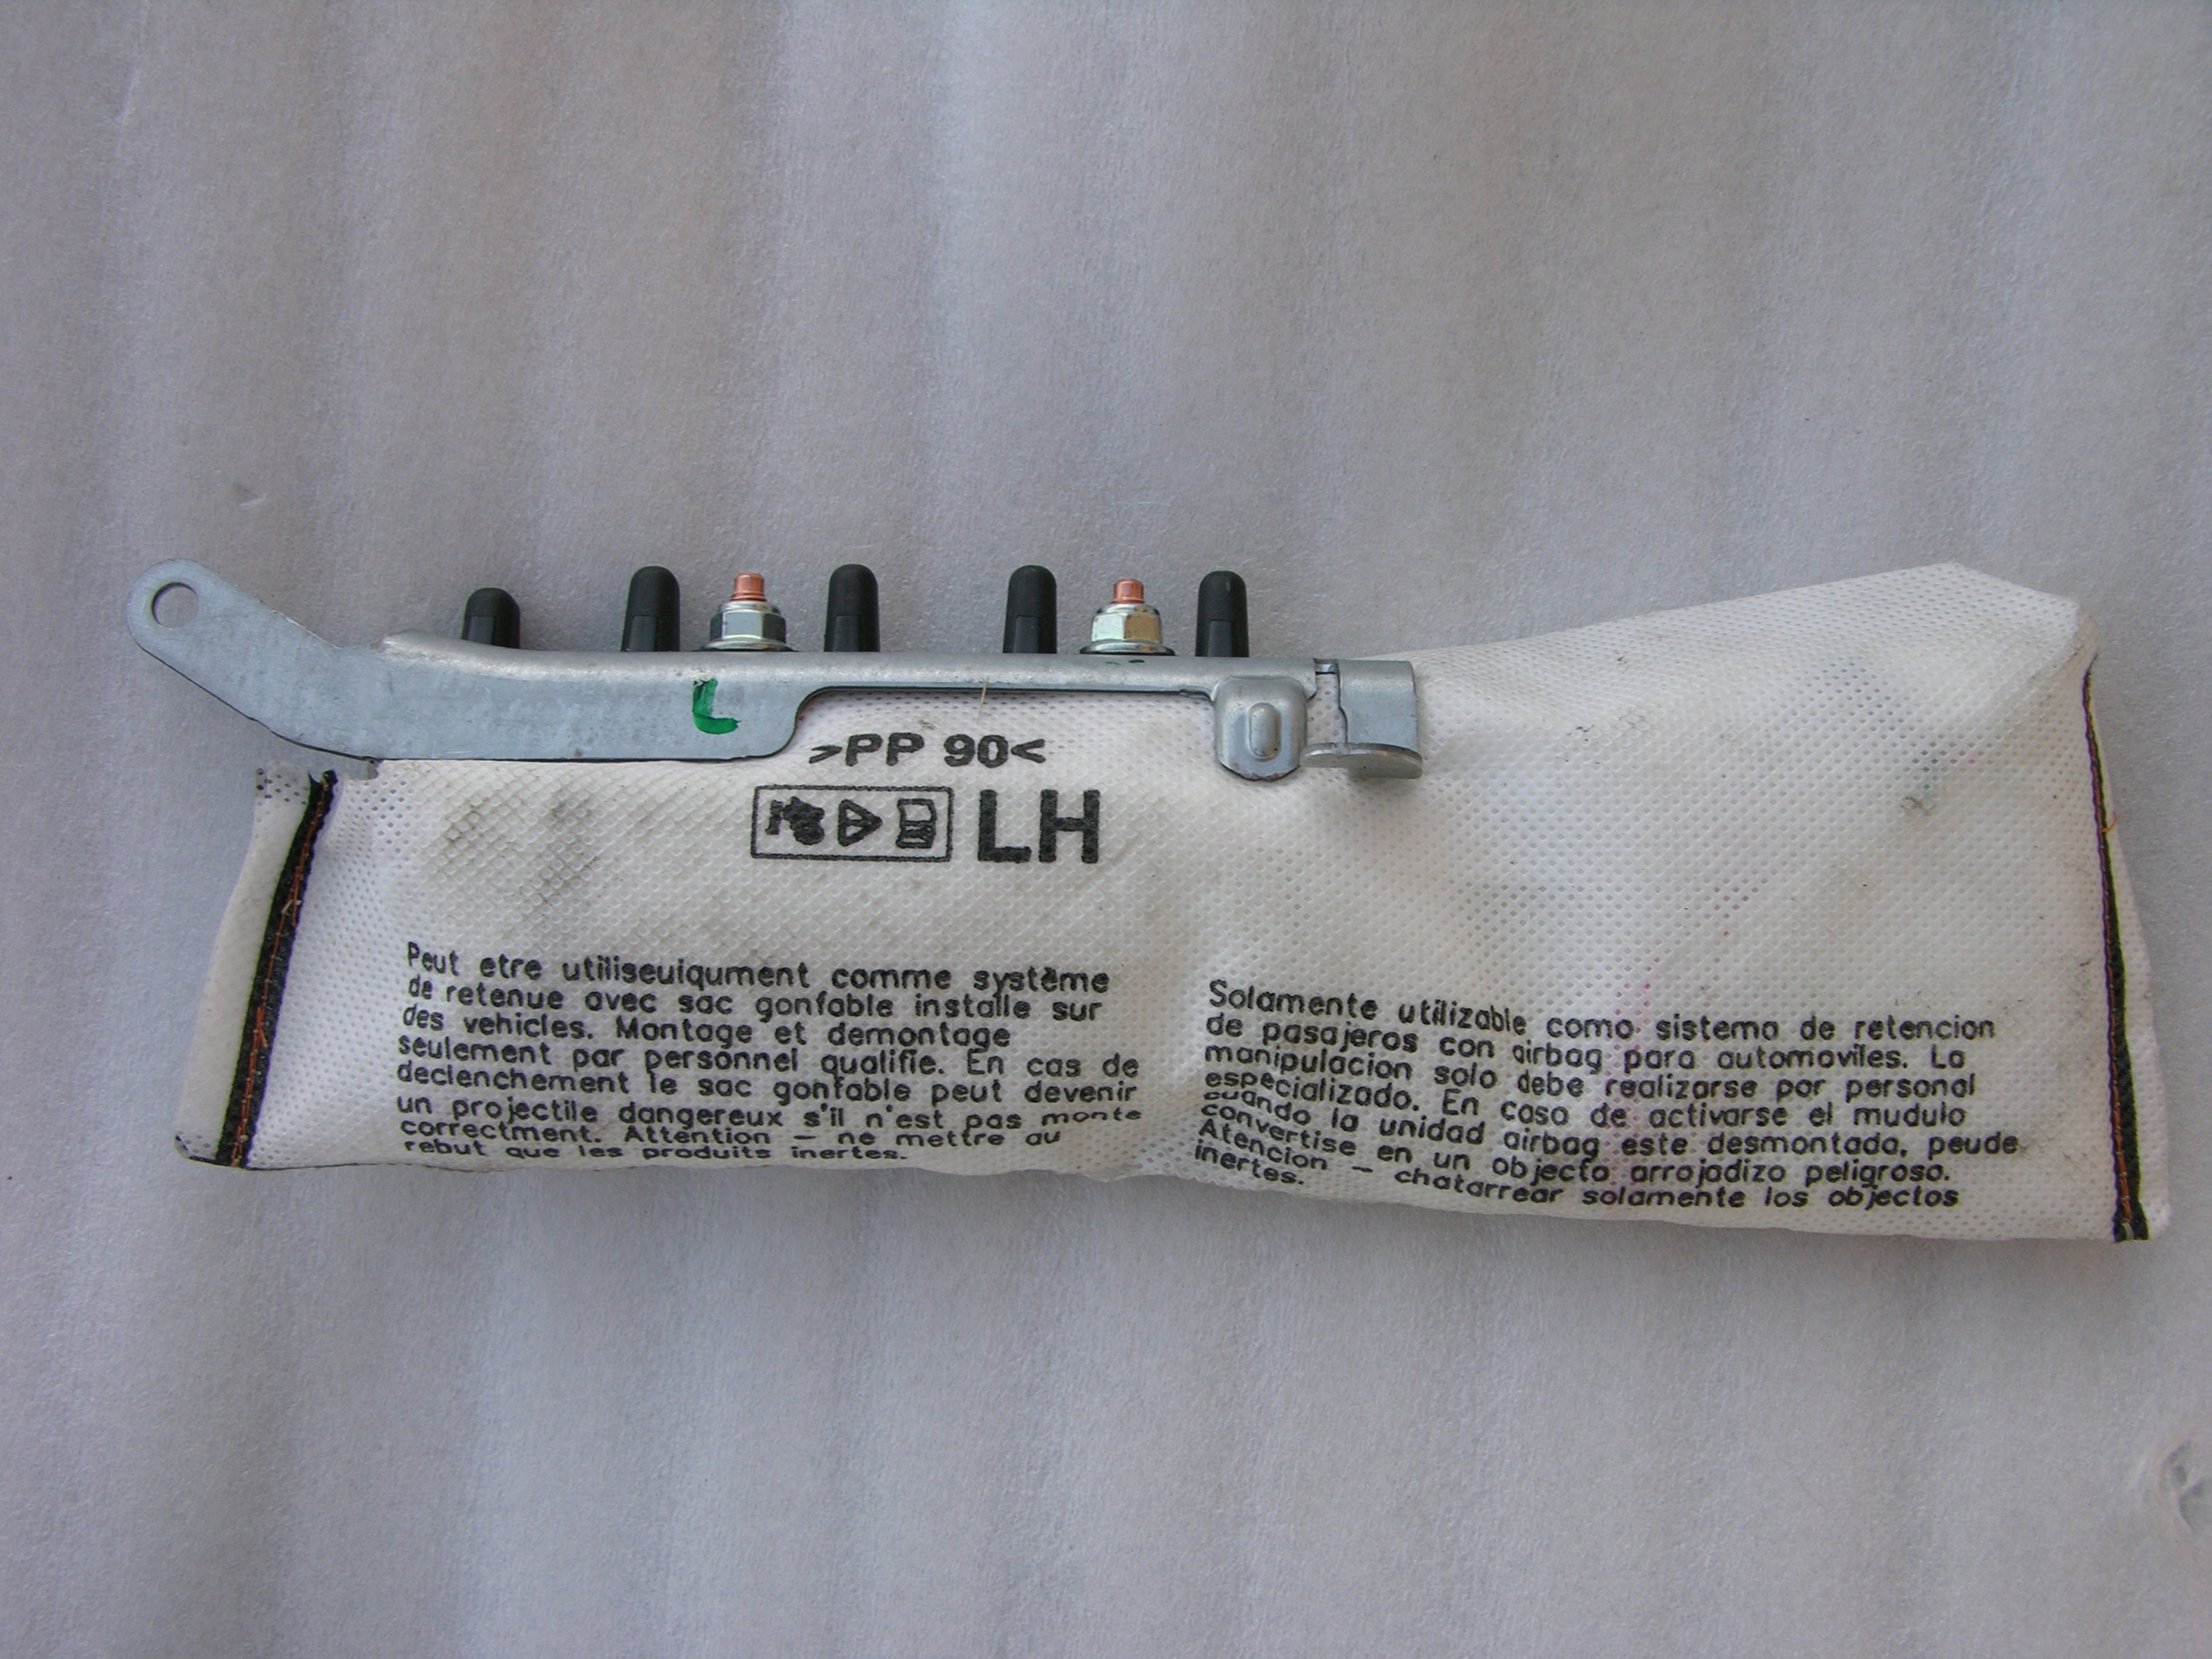 L
>PP 90<
LH
Peut etre utiliseuiqument comme système
de retenue avec sac gonfable installe sur
des vehicles. Montage et demontage
seulement par personnel qualifie. En cas de
declenchement le sac gonfable peut devenir
un projectile dangereux s'il n'est pas monte
correctment. Attention – ne mettre au
rebut que les produits inertes.
Solamente utilizable como sistema de retencion
de pasajeros con airbag para automoviles. La
manipulacion solo debe realizarse por personal
especializado. En caso de activarse el mudulo
cuando la unidad airbag este desmontada, peude
convertise en un objecto arrojadizo peligroso.
Atencion – chatarrear solamente los objectos
inertes.